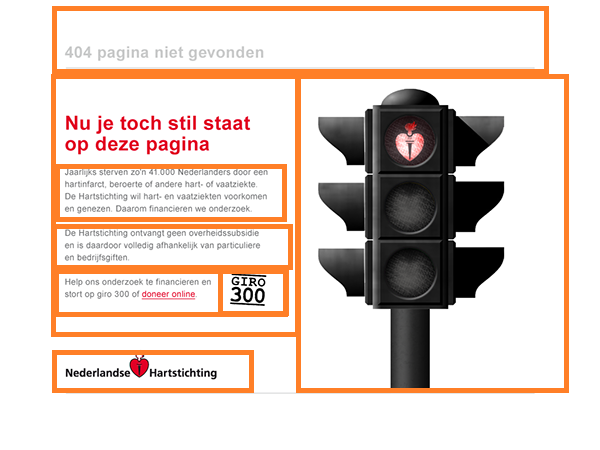 404 pagina niet gevonden
Nu je toch stil staat
op deze pagina
Jaarlijks sterven zo'n 41.000 Nederlanders door een
hartinfarct, beroerte of andere hart- of vaatziekte.
De Hartstichting wil hart- en vaatziekten voorkomen
en genezen. Daarom financieren we onderzoek.
De Hartstichting ontvangt geen overheidssubsidie
en is daardoor volledig afhankelijk van particuliere
en bedrijfsgiften.
Help ons onderzoek te financieren en
stort op giro 300 of doneer online.
GIRO
300
Nederlandse Hartstichting